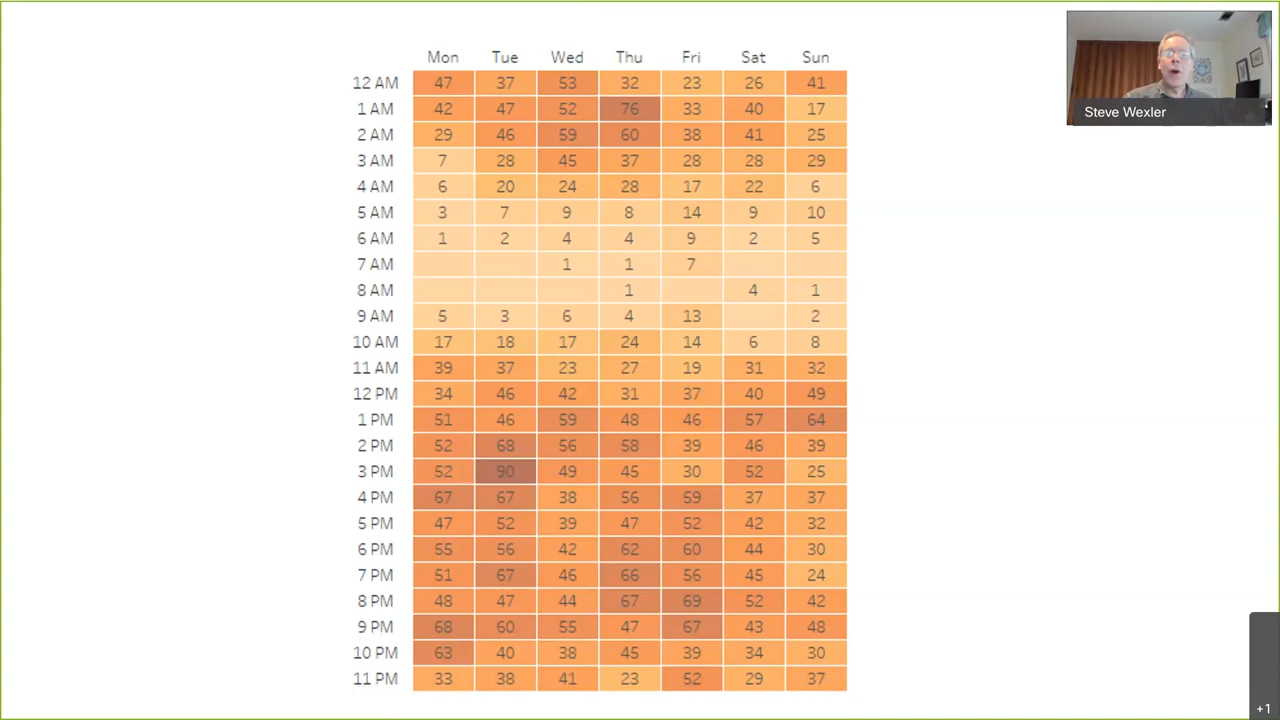 Mon Tue Wed Thu Fri Sat Sun
12 AM 47 37 53 32 23 26 41
1 AM 42 47 52 76 33 40 17
2 AM 29 46 59 60 38 41 25
3 AM 7 28 45 37 28 28 29
4 AM 6 20 24 28 17 22 6
5 AM 3 7 9 8 14 9 10
6 AM 1 2 4 4 9 2 5
7 AM 1 1 7
8 AM 1 4 1
9 AM 5 3 6 4 13 2
10 AM 17 18 17 24 14 6 8
11 AM 39 37 23 27 19 31 32
12 PM 34 46 42 31 37 40 49
1 PM 51 46 59 48 46 57 64
2 PM 52 68 56 58 39 46 39
3 PM 52 90 49 45 30 52 25
4 PM 67 67 38 56 59 37 37
5 PM 47 52 39 47 52 42 32
6 PM 55 56 42 62 60 44 30
7 PM 51 67 46 66 56 45 24
8 PM 48 47 44 67 69 52 42
9 PM 68 60 55 47 67 43 48
10 PM 63 40 38 45 39 34 30
11 PM 33 38 41 23 52 29 37
Steve Wexler
+1